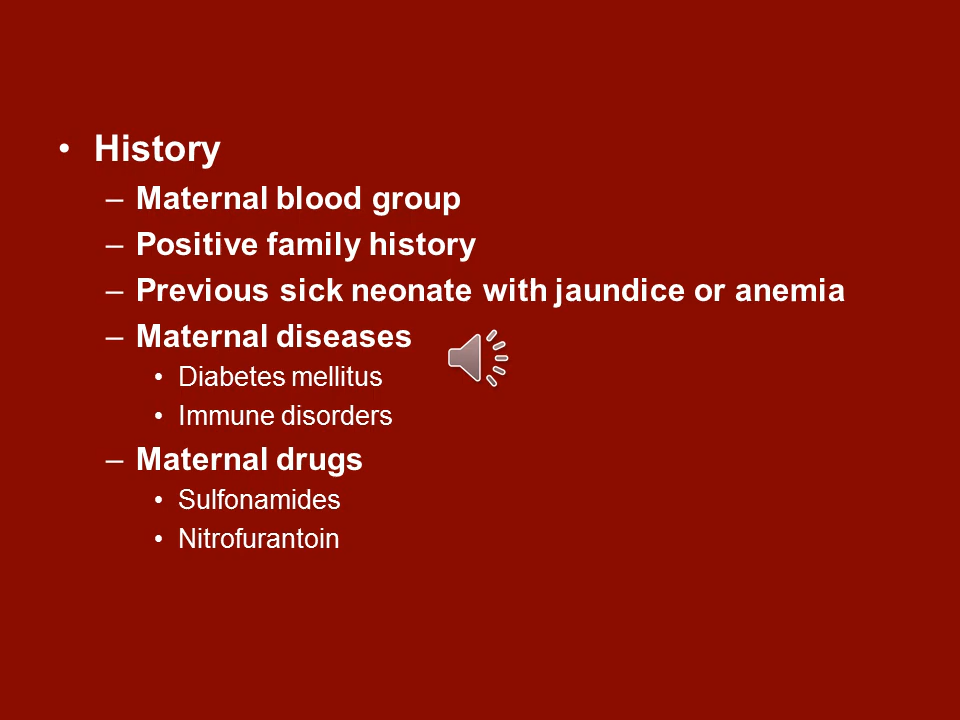 • History
– Maternal blood group
– Positive family history
– Previous sick neonate with jaundice or anemia
– Maternal diseases
• Diabetes mellitus
• Immune disorders
– Maternal drugs
• Sulfonamides
• Nitrofurantoin